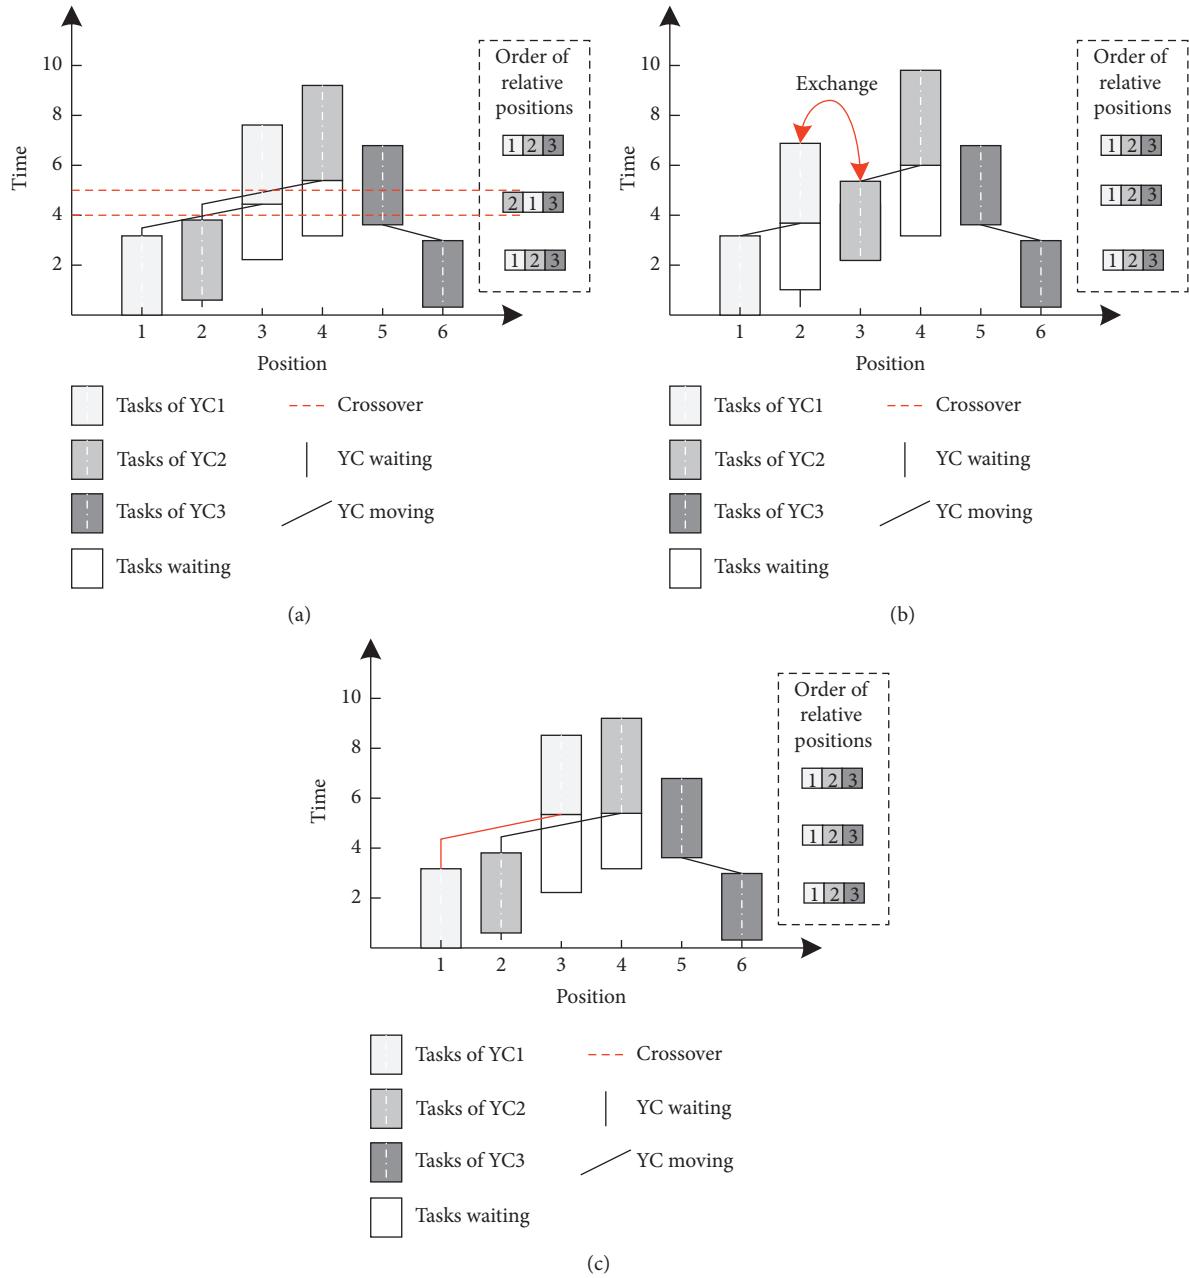 Order of
relative
positions
1 2 3
2 1 3
1 2 3
10
8
6
4
2
Time
1 2 3 4 5 6
Position
Tasks of YC1
Crossover
Tasks of YC2
YC waiting
Tasks of YC3
YC moving
Tasks waiting
(a)
Exchange
Order of
relative
positions
1 2 3
1 2 3
1 2 3
10
8
6
4
2
Time
1 2 3 4 5 6
Position
Tasks of YC1
Crossover
Tasks of YC2
YC waiting
Tasks of YC3
YC moving
Tasks waiting
(b)
Order of
relative
positions
1 2 3
1 2 3
1 2 3
10
8
6
4
2
Time
1 2 3 4 5 6
Position
Tasks of YC1
Crossover
Tasks of YC2
YC waiting
Tasks of YC3
YC moving
Tasks waiting
(c)